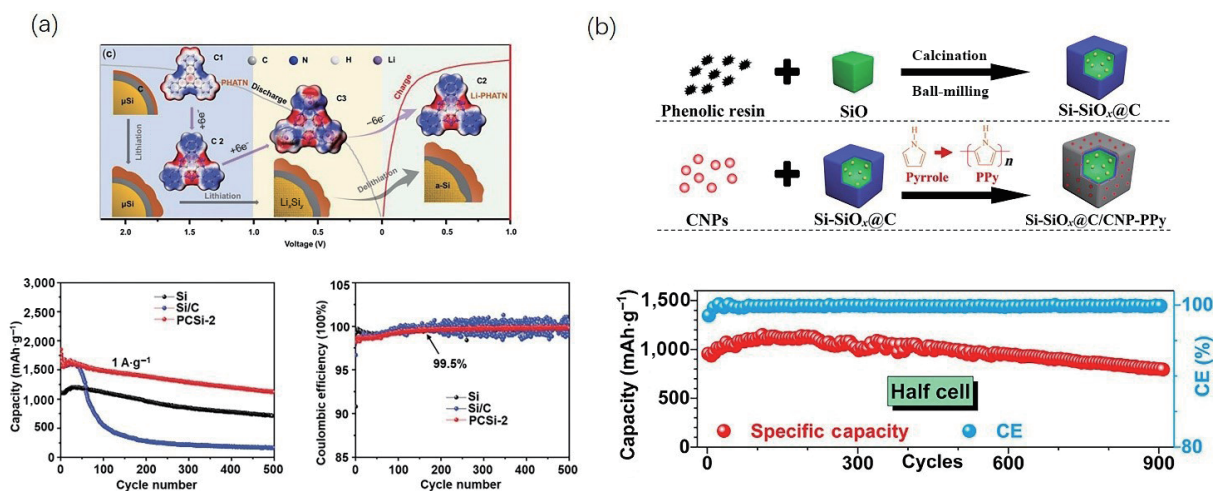 (a)
(c)
C1
PHATN
C
N
H
Li
C
μSi
+6e⁻
Discharge
C3
Charge
C2
Li-PHATN
−6e⁻
Lithiation
C 2
+6e⁻
Delithiation
μSi
Lithiation
LiₓSiᵧ
a-Si
2.0
1.5
1.0
0.5
0
0.5
1.0
Voltage (V)
3,000
2,500
2,000
1,500
1,000
500
0
Capacity (mAh·g⁻¹)
Si
Si/C
PCSi-2
1 A·g⁻¹
0
100
200
300
400
500
Cycle number
105
100
95
90
85
Coulombic efficiency (100%)
99.5%
Si
Si/C
PCSi-2
0
100
200
300
400
500
Cycle number
(b)
Phenolic resin
SiO
Calcination
Ball-milling
Si-SiOₓ@C
CNPs
Si-SiOₓ@C
H
N
Pyrrole
H
N
n
PPy
Si-SiOₓ@C/CNP-PPy
1,500
1,000
500
0
Capacity (mAh·g⁻¹)
Half cell
Specific capacity
CE
0
300
600
900
Cycles
100
80
CE (%)